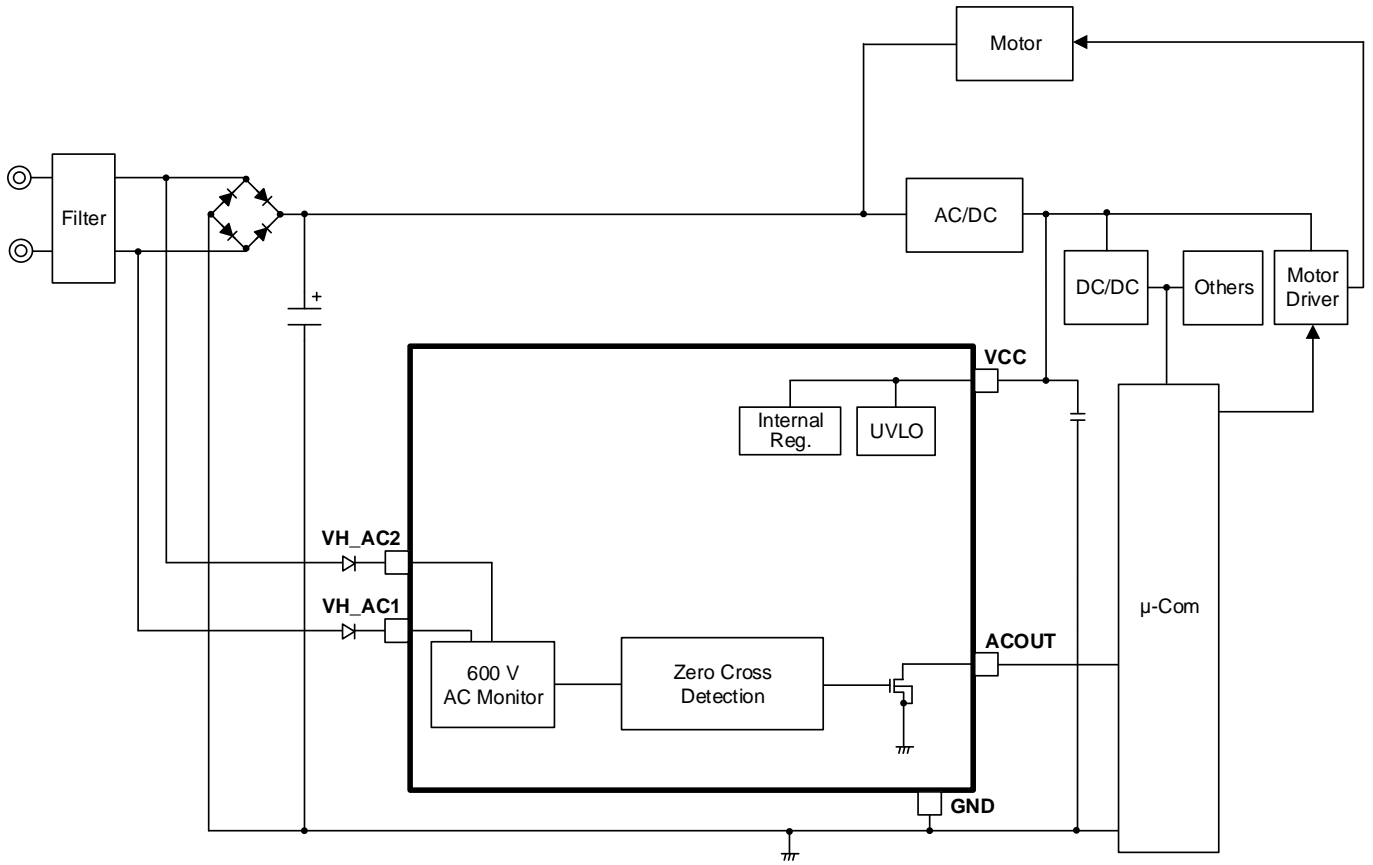 Motor
Filter
AC/DC
DC/DC
Others
Motor
Driver
+
VCC
Internal
Reg.
UVLO
VH_AC2
VH_AC1
μ-Com
600 V
AC Monitor
Zero Cross
Detection
ACOUT
GND